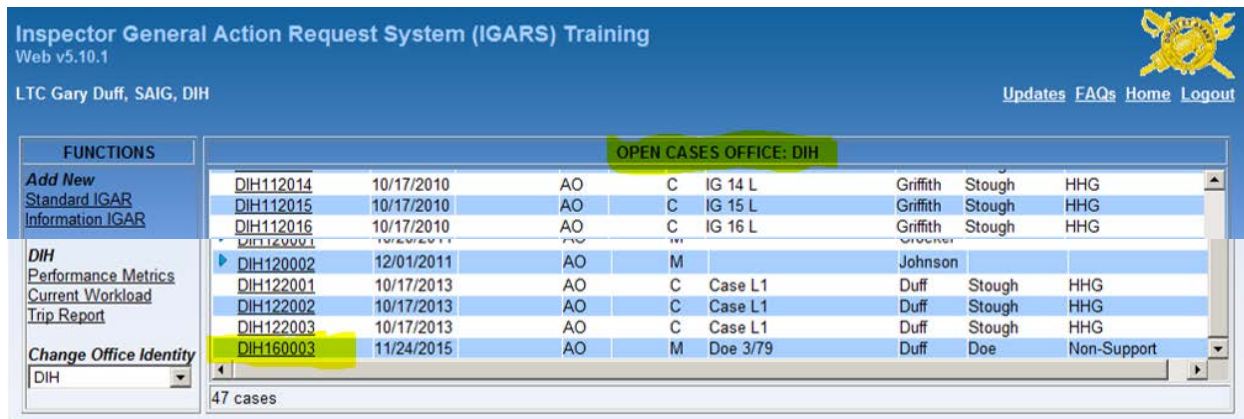 Inspector General Action Request System (IGARS) Training
Web v5.10.1
LTC Gary Duff, SAIG, DIH
Updates FAQs Home Logout
FUNCTIONS
Add New
Standard IGAR
Information IGAR
DIH
Performance Metrics
Current Workload
Trip Report
Change Office Identity
DIH
OPEN CASES OFFICE: DIH
DIH112014 10/17/2010 AO C IG 14 L Griffith Stough HHG
DIH112015 10/17/2010 AO C IG 15 L Griffith Stough HHG
DIH112016 10/17/2010 AO C IG 16 L Griffith Stough HHG
DIH120002 12/01/2011 AO M Johnson
DIH122001 10/17/2013 AO C Case L1 Duff Stough HHG
DIH122002 10/17/2013 AO C Case L1 Duff Stough HHG
DIH122003 10/17/2013 AO C Case L1 Duff Stough HHG
DIH160003 11/24/2015 AO M Doe 3/79 Duff Doe Non-Support
47 cases